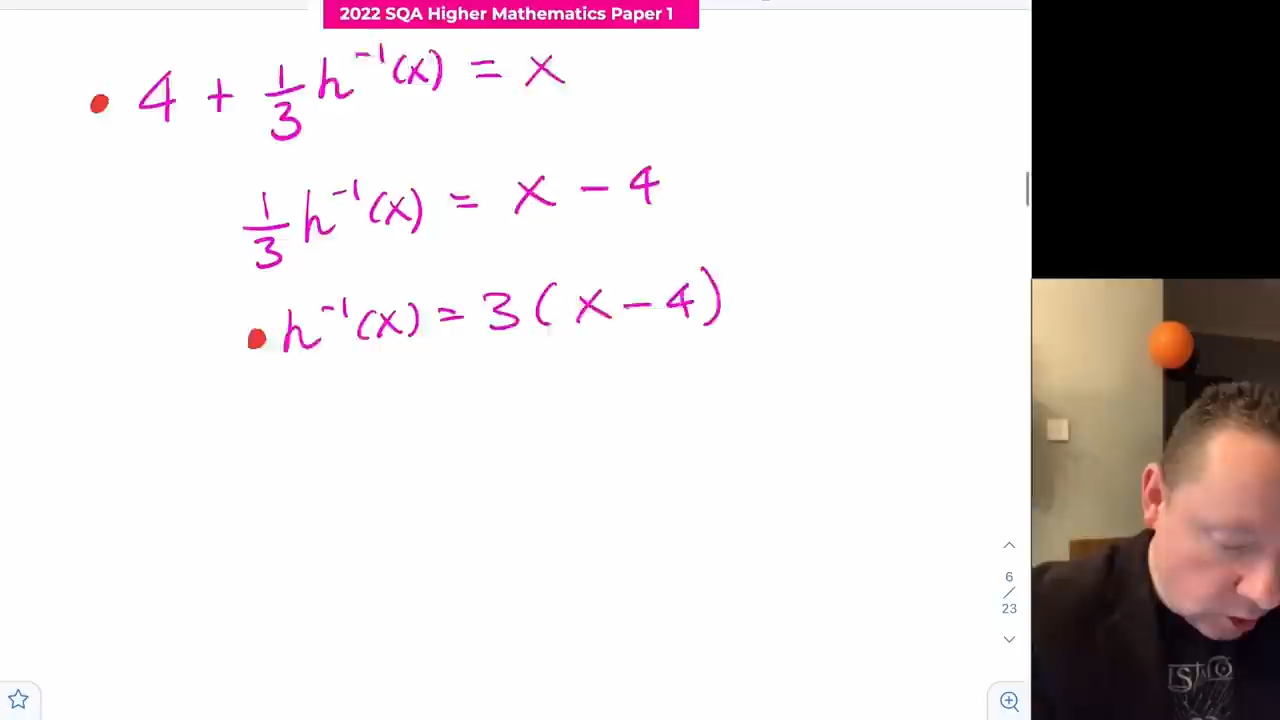 2022 SQA Higher Mathematics Paper 1
• 4 + 1/3 h⁻¹(x) = x
1/3 h⁻¹(x) = x − 4
• h⁻¹(x) = 3(x − 4)
6
/
23